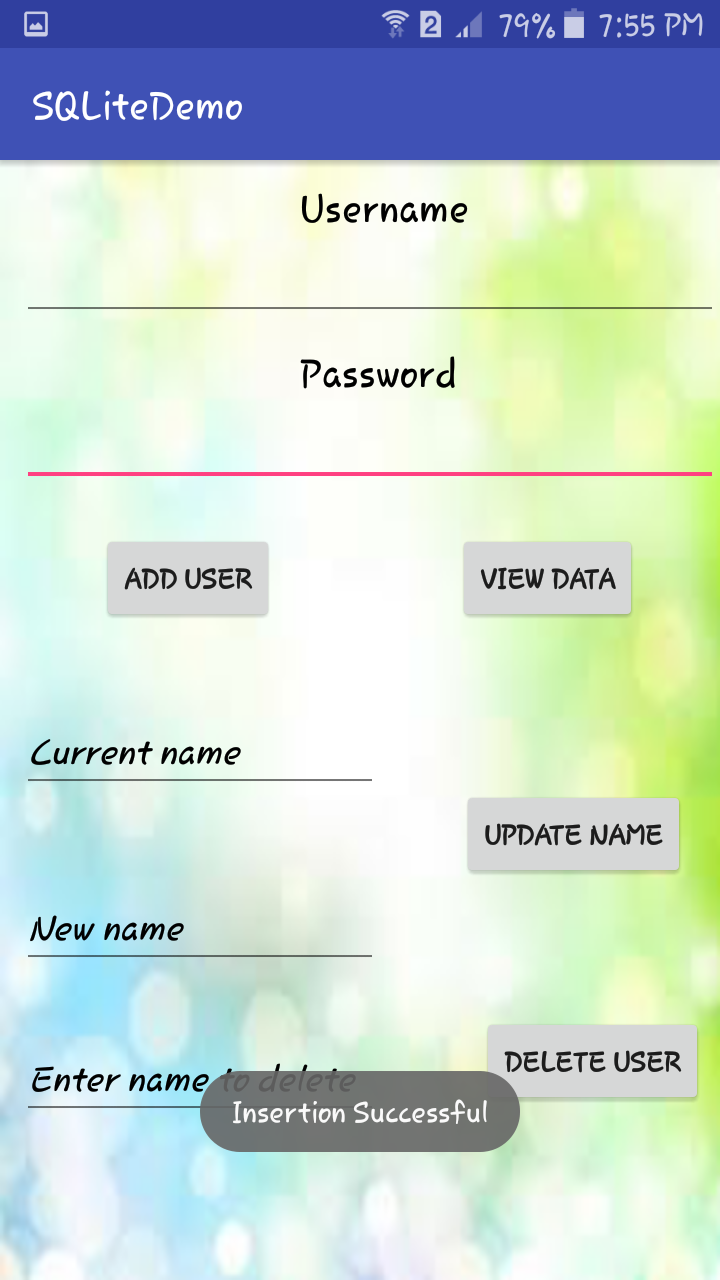 2 79% 7:55 PM
SQLiteDemo
Username
Password
ADD USER VIEW DATA
Current name
UPDATE NAME
New name
DELETE USER
Enter name to delete
Insertion Successful